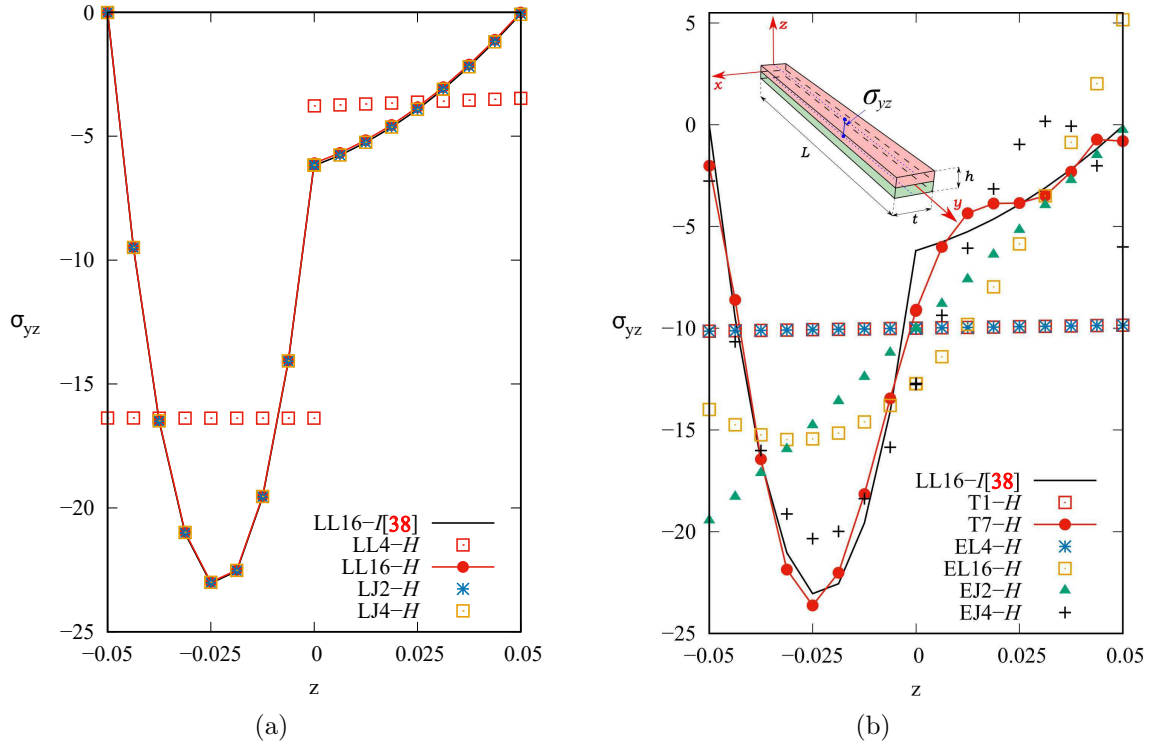 0
−5
−10
−15
−20
−25
−0.05
−0.025
0
0.025
0.05
σyz
z
LL16−I[38]
LL4−H
LL16−H
LJ2−H
LJ4−H
(a)
5
0
−5
−10
−15
−20
−25
−0.05
−0.025
0
0.025
0.05
σyz
z
z
x
σyz
L
h
y
t
LL16−I[38]
T1−H
T7−H
EL4−H
EL16−H
EJ2−H
EJ4−H
(b)